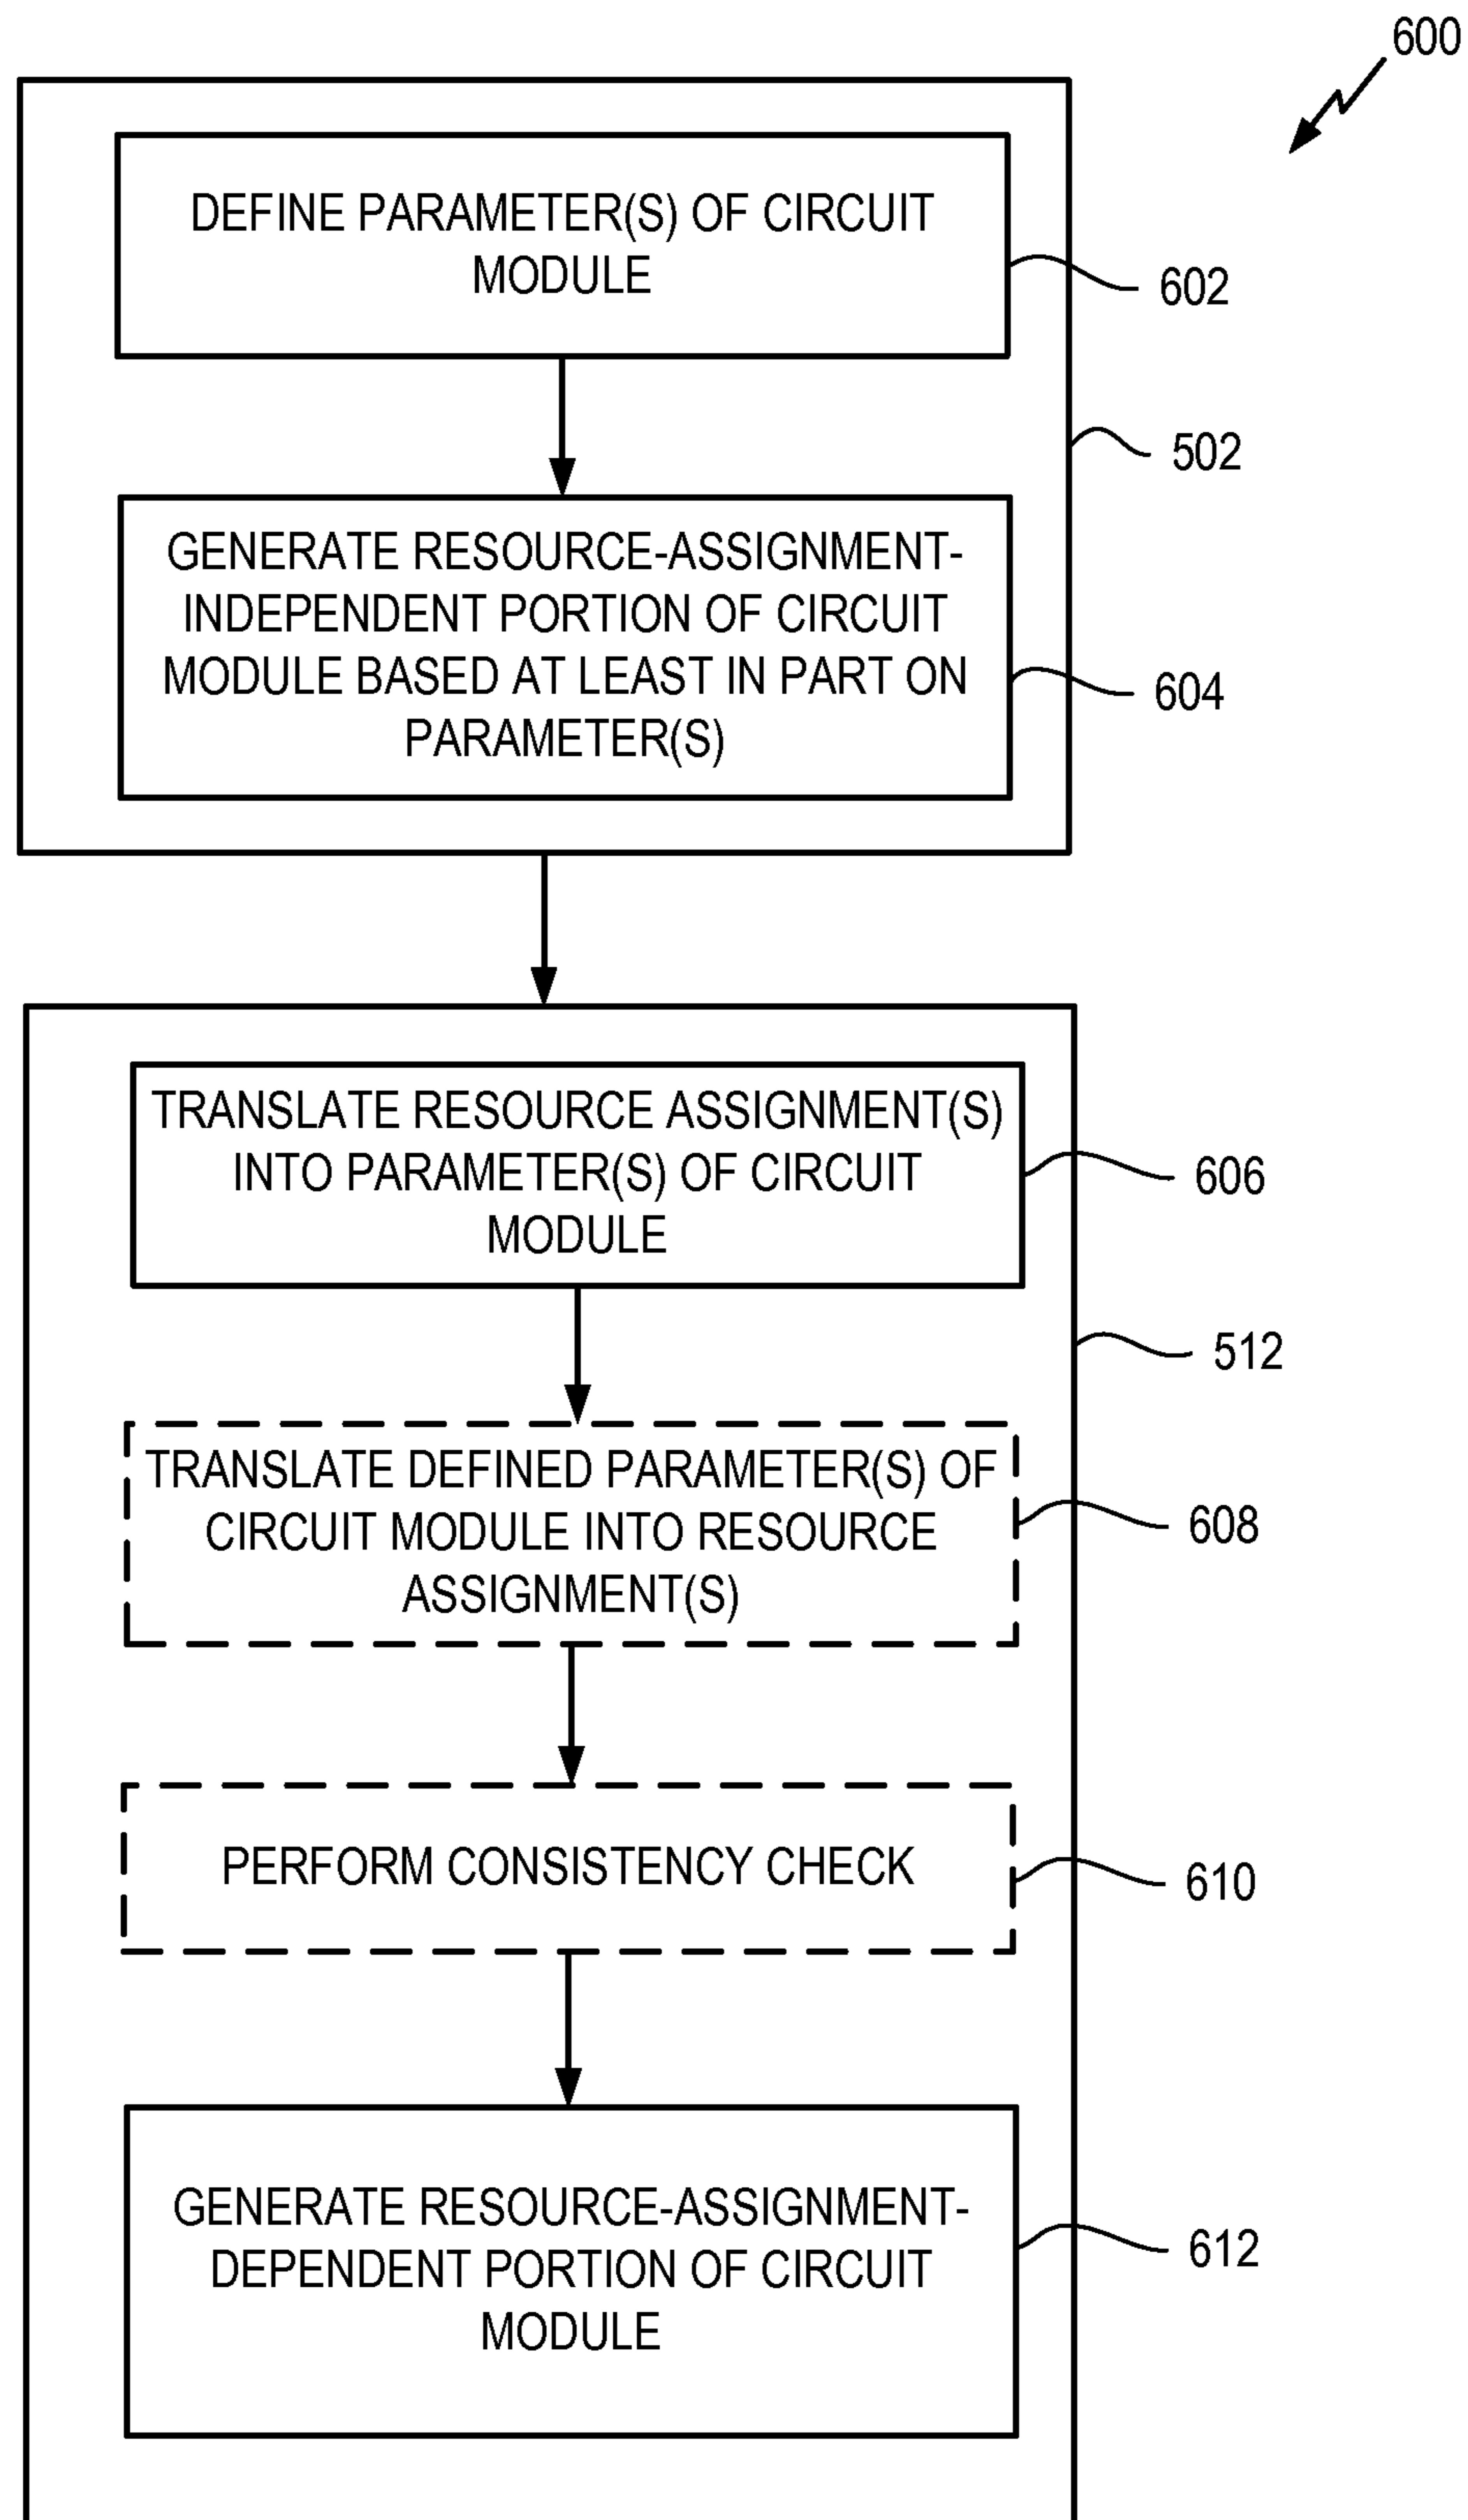 600
DEFINE PARAMETER(S) OF CIRCUIT
MODULE
602
502
GENERATE RESOURCE-ASSIGNMENT-
INDEPENDENT PORTION OF CIRCUIT
MODULE BASED AT LEAST IN PART ON
PARAMETER(S)
604
TRANSLATE RESOURCE ASSIGNMENT(S)
INTO PARAMETER(S) OF CIRCUIT
MODULE
606
512
TRANSLATE DEFINED PARAMETER(S) OF
CIRCUIT MODULE INTO RESOURCE
ASSIGNMENT(S)
608
PERFORM CONSISTENCY CHECK
610
GENERATE RESOURCE-ASSIGNMENT-
DEPENDENT PORTION OF CIRCUIT
MODULE
612